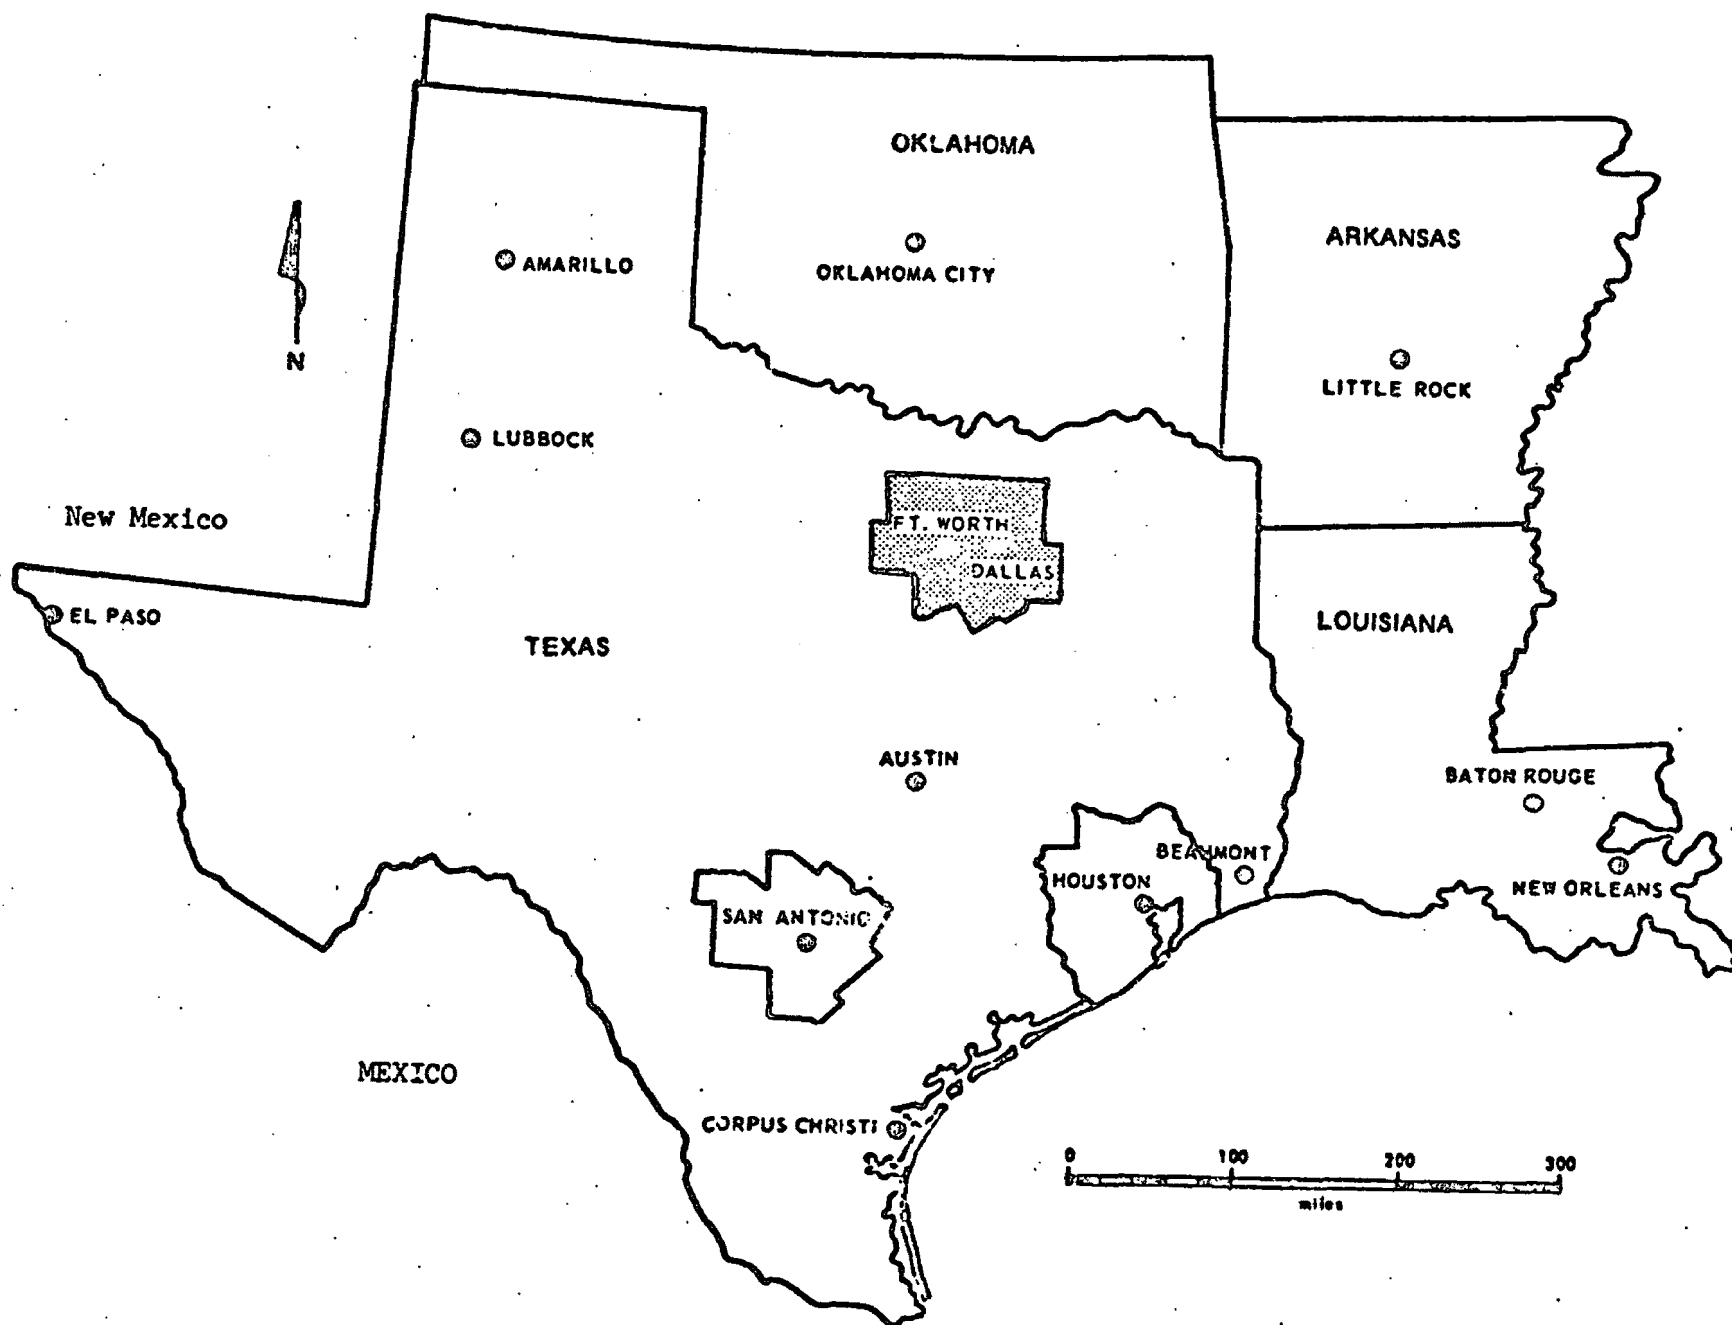 OKLAHOMA
ARKANSAS
AMARILLO
OKLAHOMA CITY
N
LITTLE ROCK
LUBBOCK
New Mexico
FT. WORTH
DALLAS
EL PASO
LOUISIANA
TEXAS
AUSTIN
BATON ROUGE
BEAUMONT
HOUSTON
NEW ORLEANS
SAN ANTONIO
MEXICO
CORPUS CHRISTI
0 100 200 300
miles